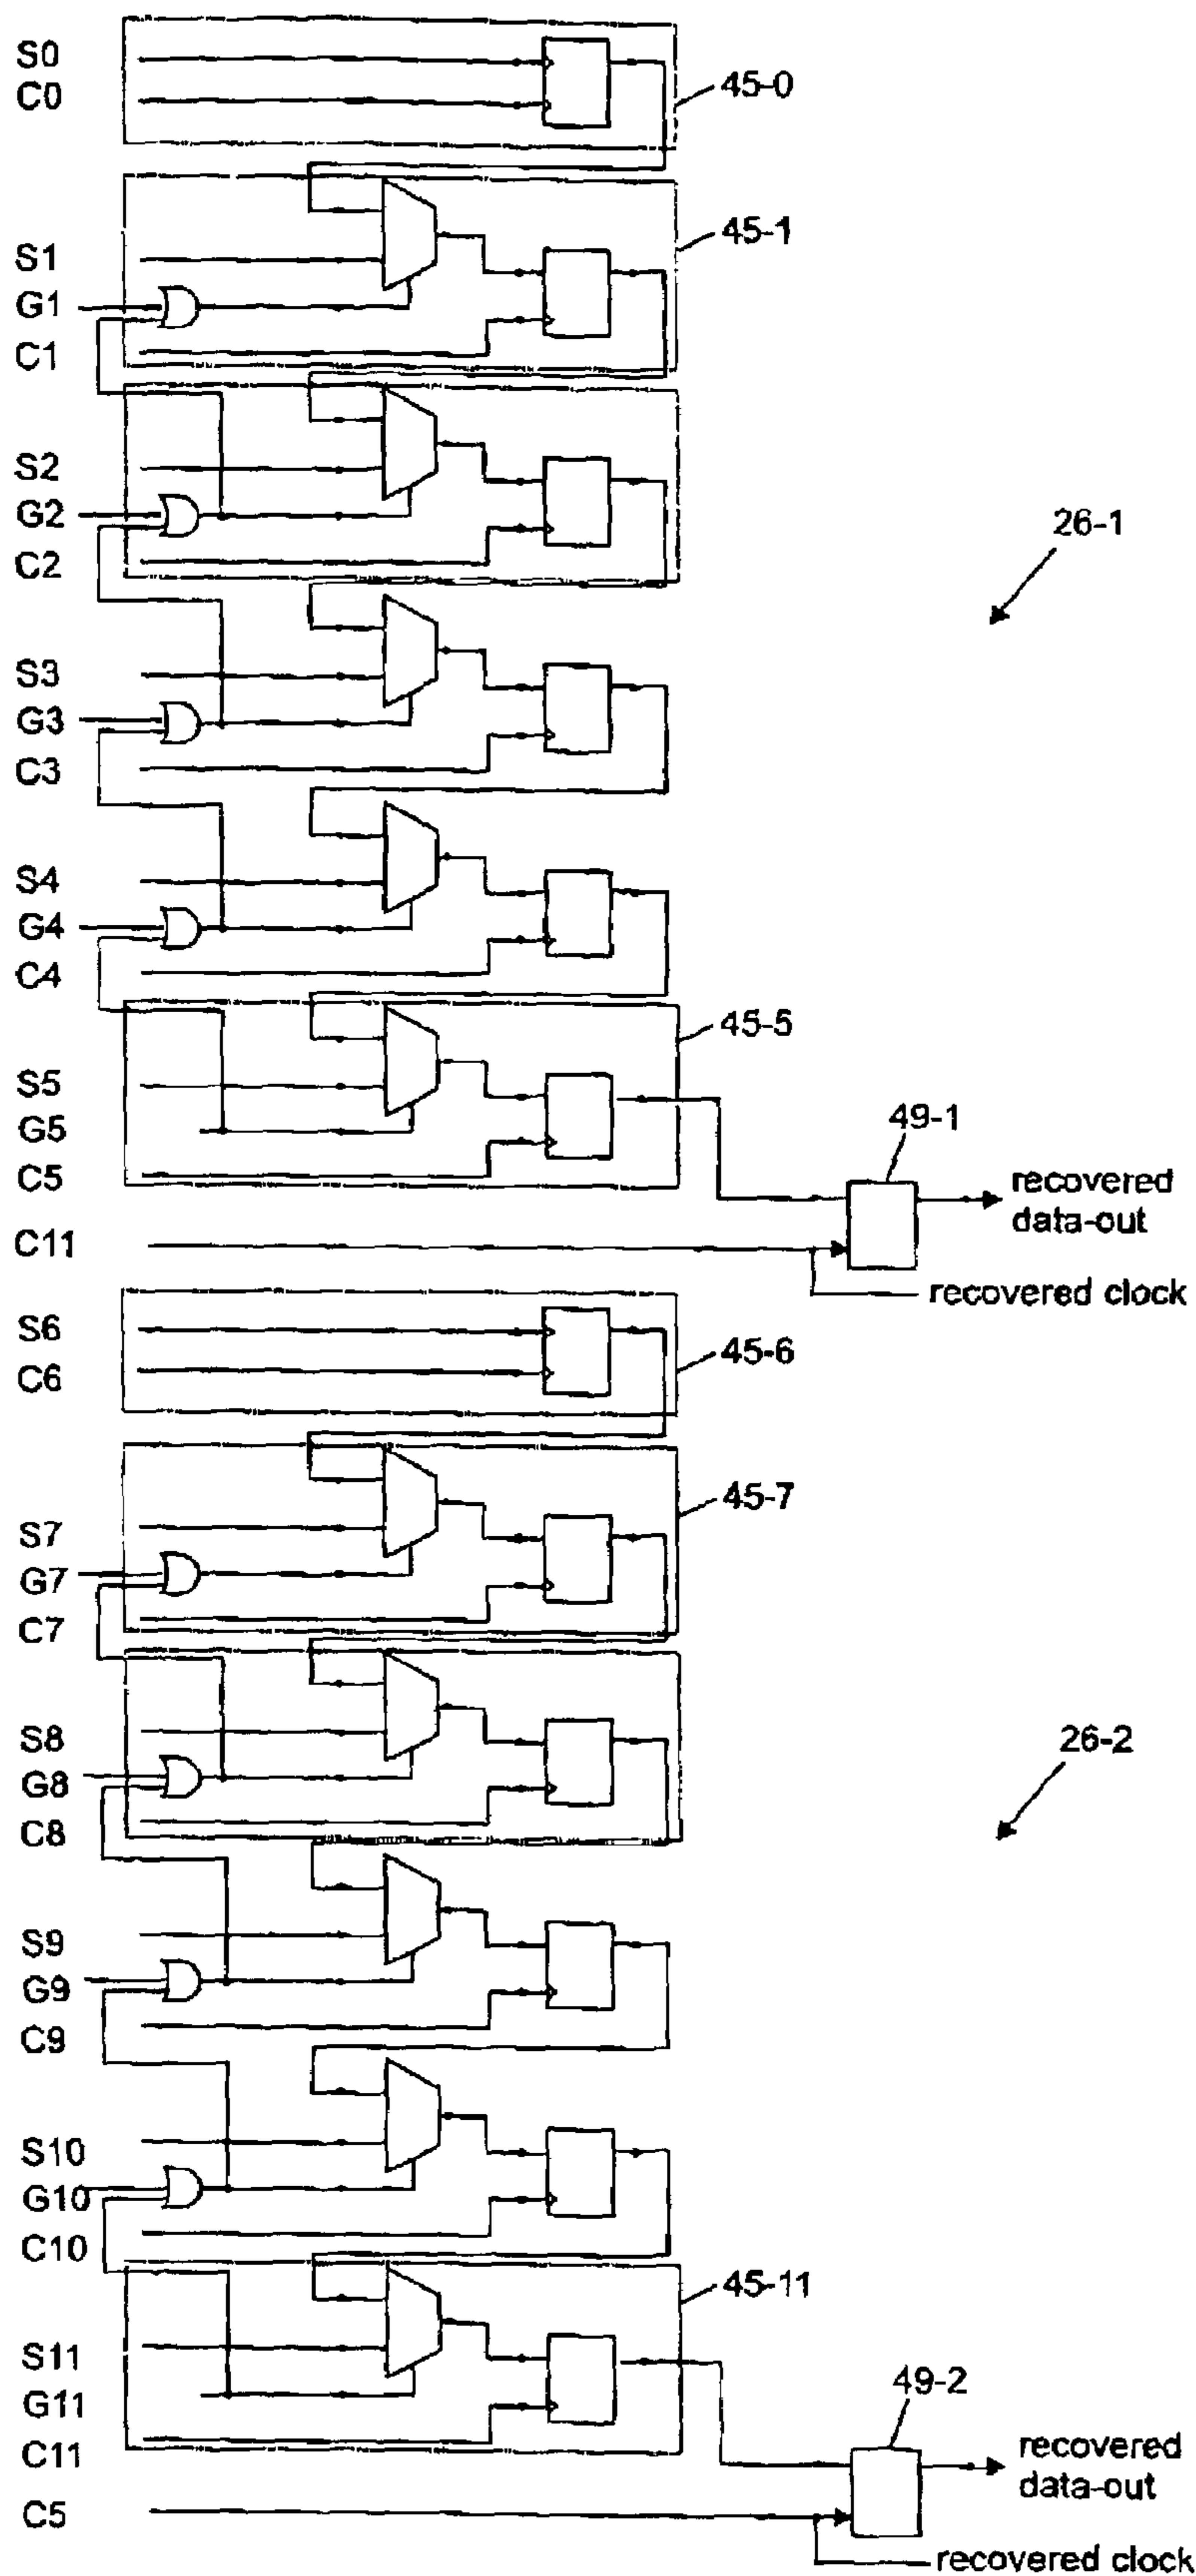 S0
C0
45-0
S1
45-1
G1
C1
S2
G2
26-1
C2
S3
G3
C3
S4
G4
C4
45-5
S5
G5
49-1
C5
recovered
data-out
C11
recovered clock
S6
45-6
C6
45-7
S7
G7
C7
S8
26-2
G8
C8
S9
G9
C9
S10
G10
C10
45-11
S11
49-2
G11
C11
recovered
data-out
C5
recovered clock